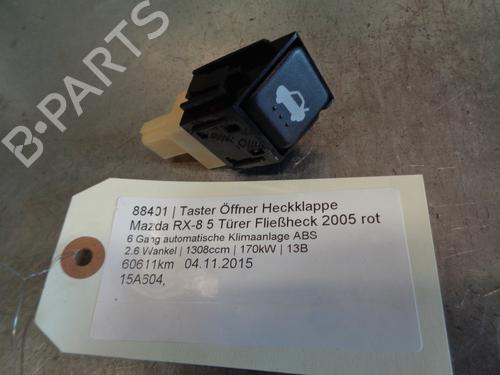 88401 | Taster Öffner Heckklappe
Mazda RX-8 5 Türer Fließheck 2005 rot
6 Gang automatische Klimaanlage ABS
2.6 Wankel | 1308ccm | 170kW | 13B
60611km 04.11.2015
15A604,
B-PARTS